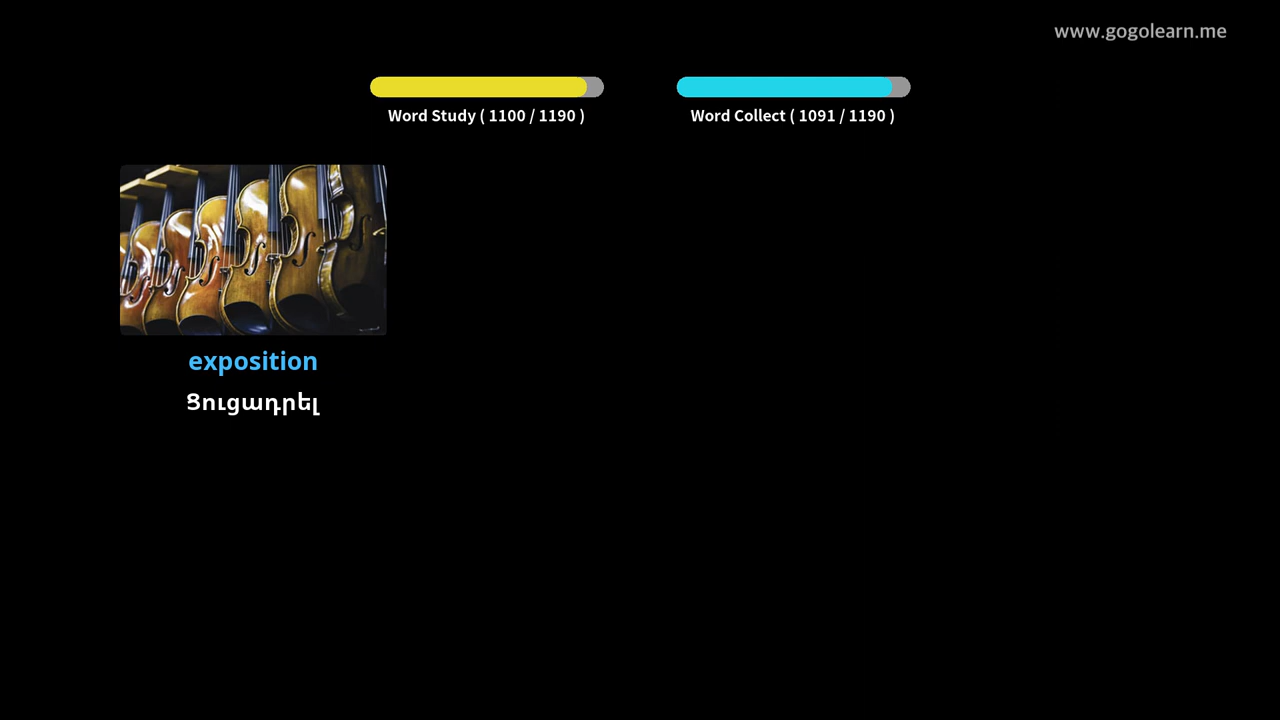 www.gogolearn.me
Word Study ( 1100 / 1190 )
Word Collect ( 1091 / 1190 )
exposition
Ցուցադրել